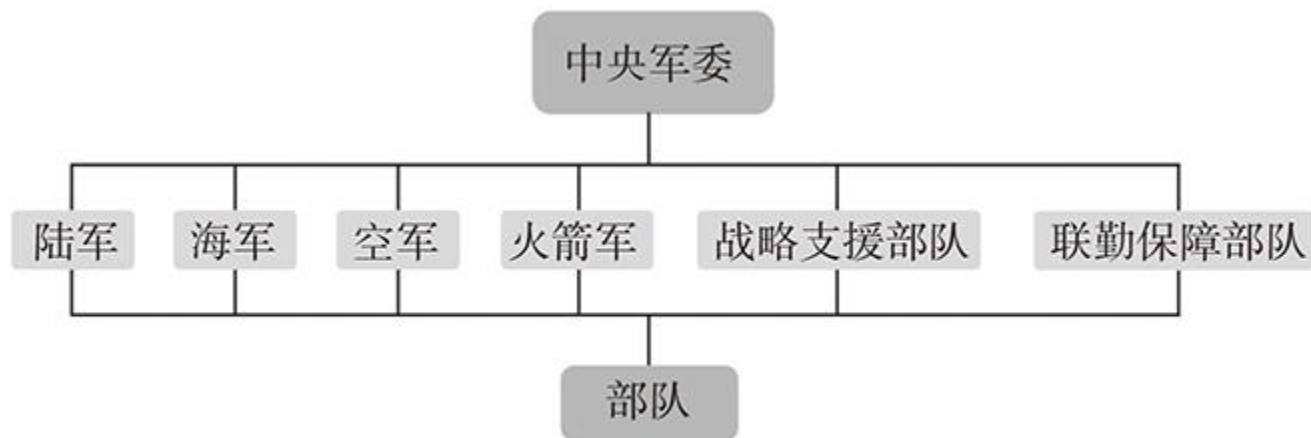 中央军委
陆军
海军
空军
火箭军
战略支援部队
联勤保障部队
部队